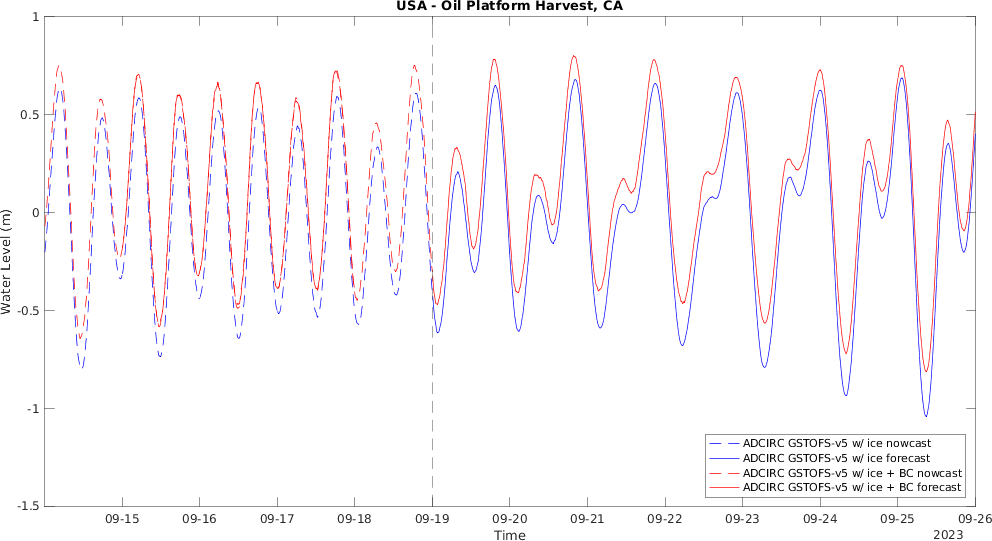 USA - Oil Platform Harvest, CA
Water Level (m)
1
0.5
0
-0.5
-1
-1.5
ADCIRC GSTOFS-v5 w/ ice nowcast
ADCIRC GSTOFS-v5 w/ ice forecast
ADCIRC GSTOFS-v5 w/ ice + BC nowcast
ADCIRC GSTOFS-v5 w/ ice + BC forecast
09-15 09-16 09-17 09-18 09-19 09-20 09-21 09-22 09-23 09-24 09-25 09-26
Time
2023